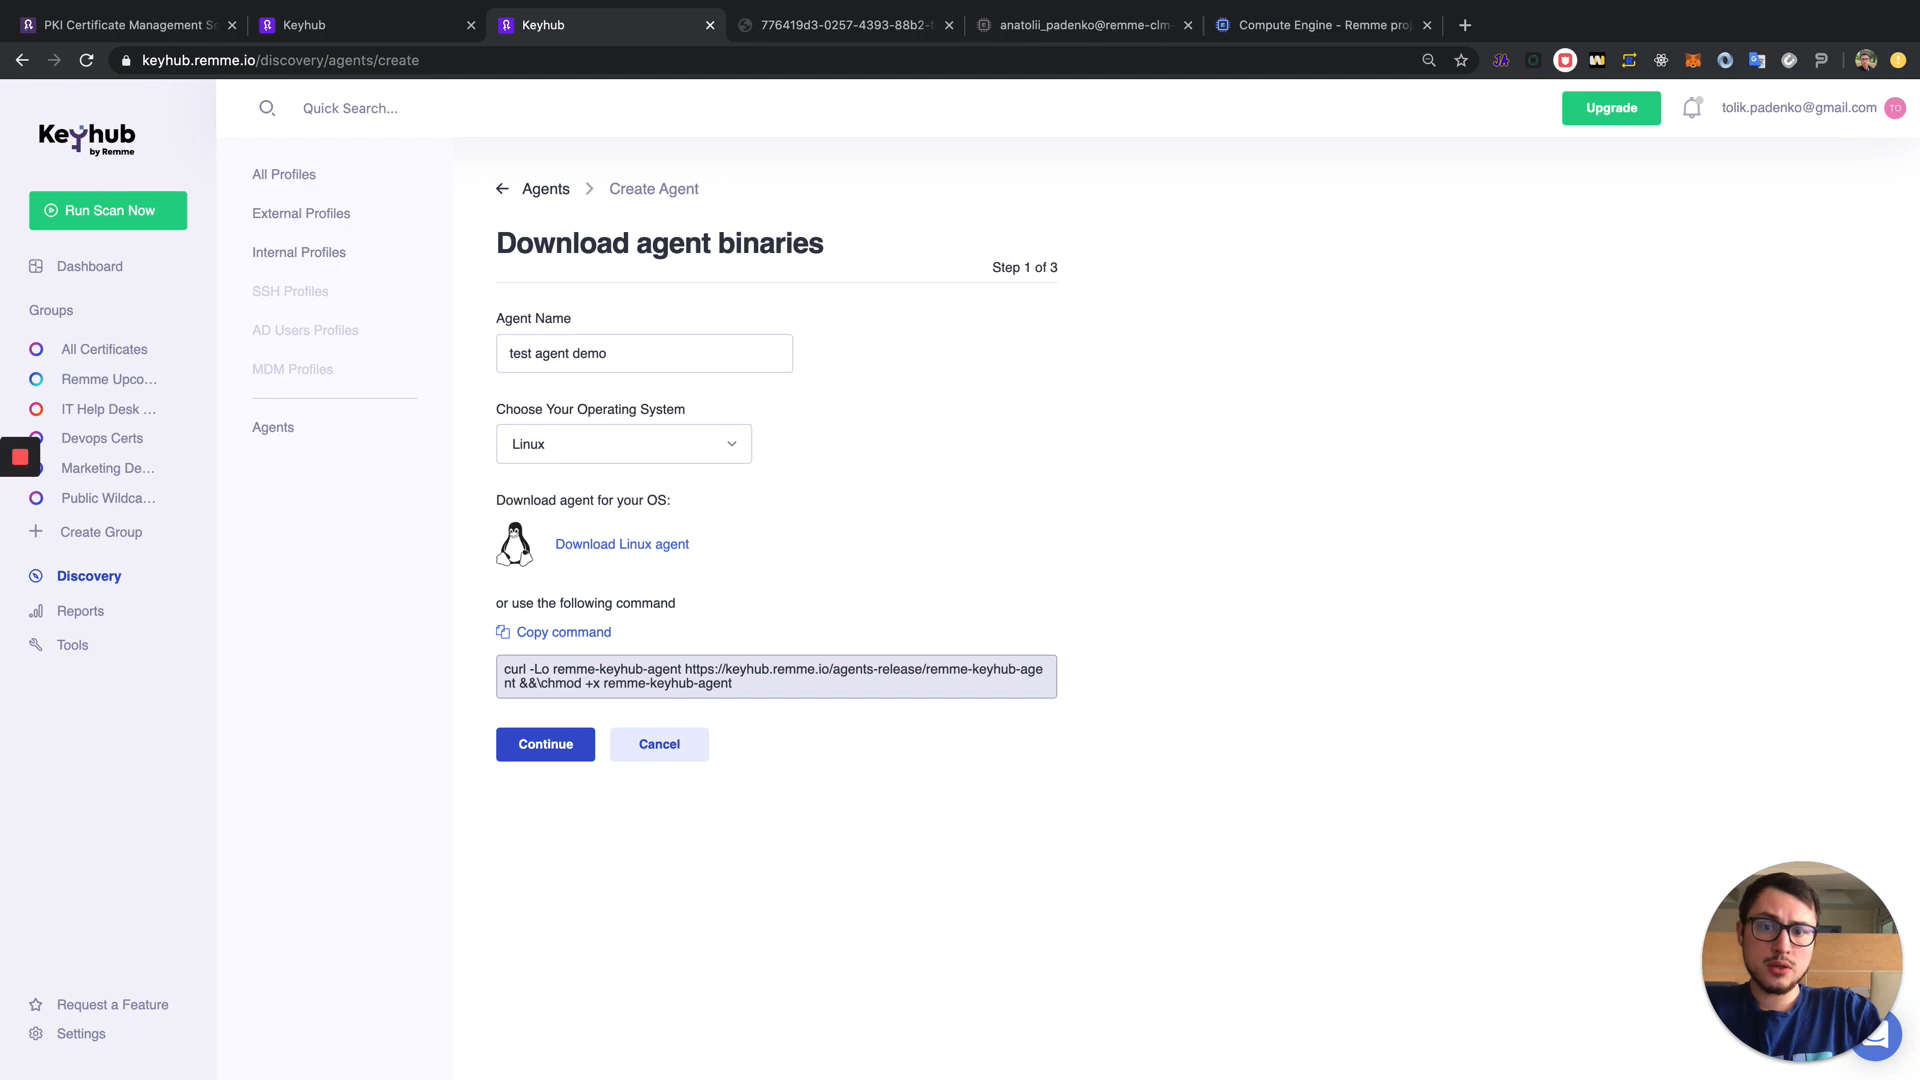 PKI Certificate Management So
Keyhub
Keyhub
776419d3-0257-4393-88b2-
anatolii_padenko@remme-clm-
Compute Engine - Remme proj
keyhub.remme.io/discovery/agents/create
Keyhub
by Remme
Quick Search...
Upgrade
tolik.padenko@gmail.com
TO
Run Scan Now
Dashboard
Groups
All Certificates
Remme Upco...
IT Help Desk ...
Devops Certs
Marketing De...
Public Wildca...
Create Group
Discovery
Reports
Tools
Request a Feature
Settings
All Profiles
External Profiles
Internal Profiles
SSH Profiles
AD Users Profiles
MDM Profiles
Agents
Agents
Create Agent
Download agent binaries
Step 1 of 3
Agent Name
test agent demo
Choose Your Operating System
Linux
Download agent for your OS:
Download Linux agent
or use the following command
Copy command
curl -Lo remme-keyhub-agent https://keyhub.remme.io/agents-release/remme-keyhub-age
nt &&\chmod +x remme-keyhub-agent
Continue
Cancel